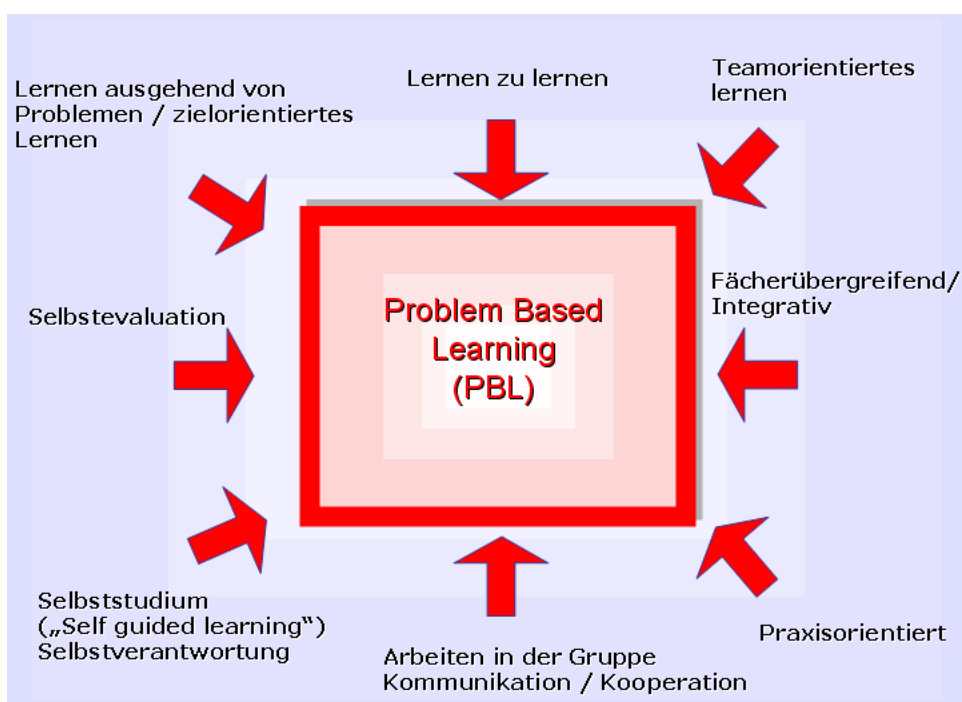 Lernen ausgehend von
Problemen / zielorientiertes
Lernen
Lernen zu lernen
Teamorientiertes
lernen
Selbstevaluation
Problem Based
Learning
(PBL)
Fächerübergreifend/
Integrativ
Selbststudium
(„Self guided learning“)
Selbstverantwortung
Arbeiten in der Gruppe
Kommunikation / Kooperation
Praxisorientiert